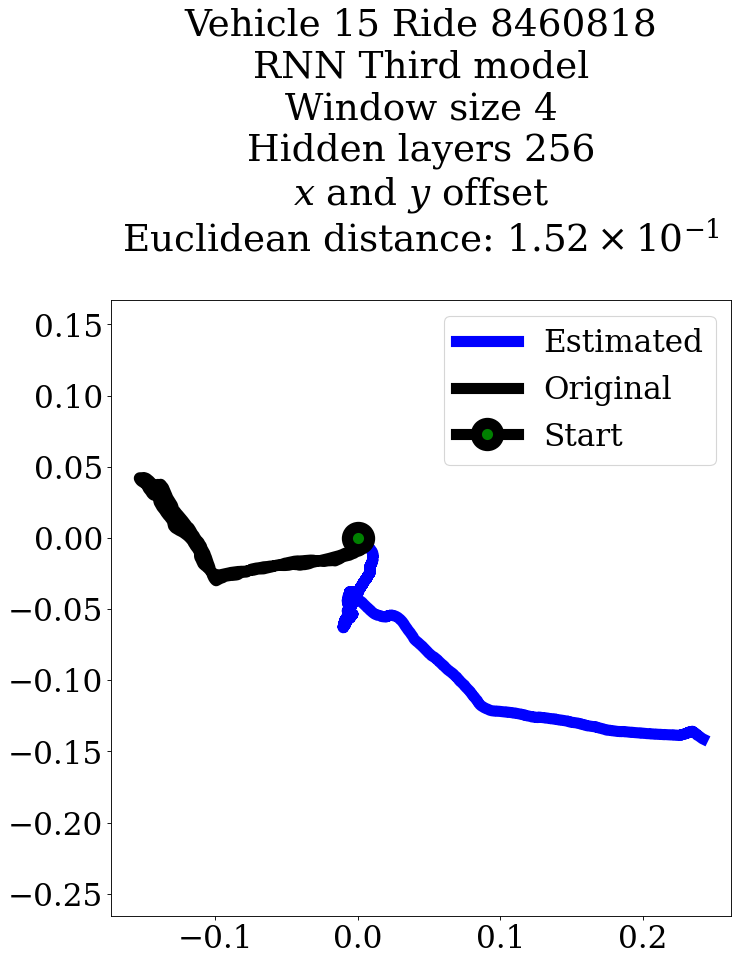 Vehicle 15 Ride 8460818
RNN Third model
Window size 4
Hidden layers 256
x and y offset
Euclidean distance: 1.52 × 10⁻¹
Estimated
Original
Start
0.15
0.10
0.05
0.00
−0.05
−0.10
−0.15
−0.20
−0.25
−0.1 0.0 0.1 0.2